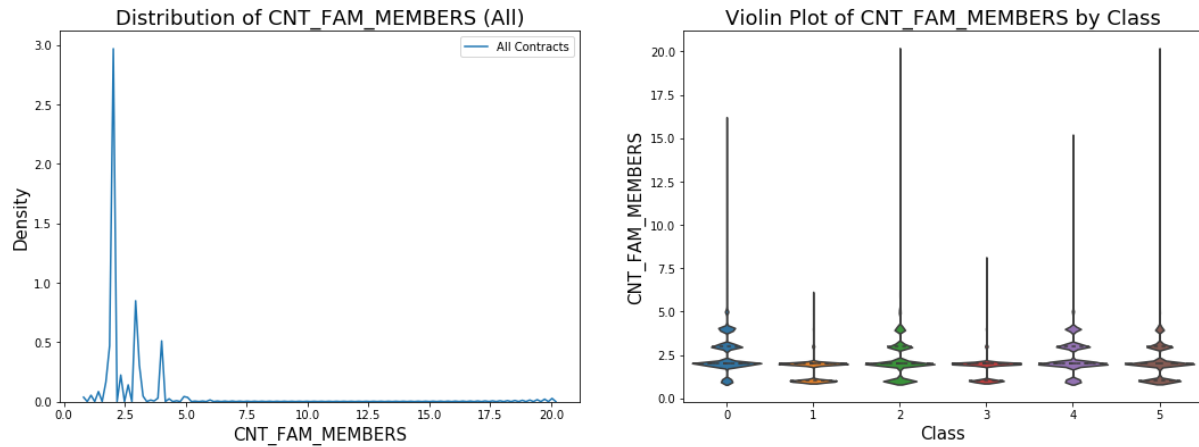 Distribution of CNT_FAM_MEMBERS (All)
All Contracts
3.0
2.5
2.0
1.5
1.0
0.5
0.0
Density
0.0 2.5 5.0 7.5 10.0 12.5 15.0 17.5 20.0
CNT_FAM_MEMBERS
Violin Plot of CNT_FAM_MEMBERS by Class
20.0
17.5
15.0
12.5
10.0
7.5
5.0
2.5
0.0
CNT_FAM_MEMBERS
0 1 2 3 4 5
Class